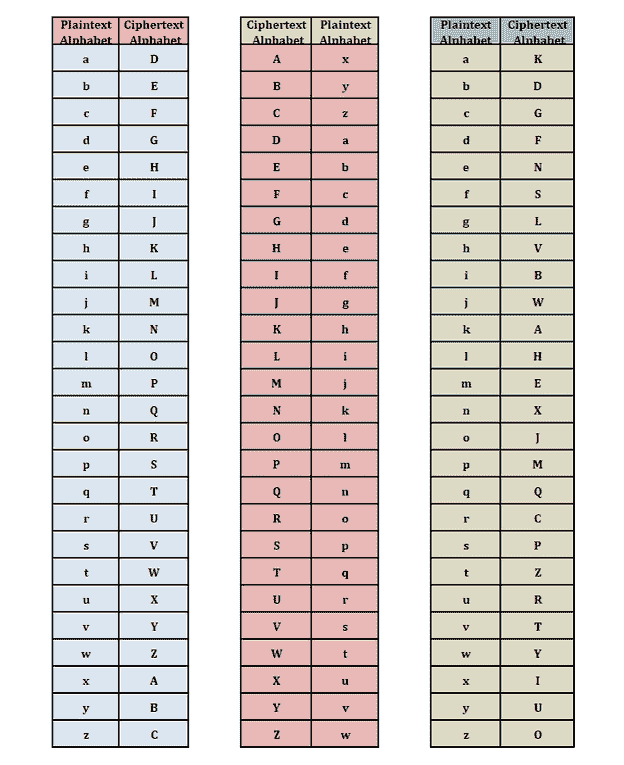 Plaintext Alphabet Ciphertext Alphabet
a D
b E
c F
d G
e H
f I
g J
h K
i L
j M
k N
l O
m P
n Q
o R
p S
q T
r U
s V
t W
u X
v Y
w Z
x A
y B
z C
Ciphertext Alphabet Plaintext Alphabet
A x
B y
C z
D a
E b
F c
G d
H e
I f
J g
K h
L i
M j
N k
O l
P m
Q n
R o
S p
T q
U r
V s
W t
X u
Y v
Z w
Plaintext Alphabet Ciphertext Alphabet
a K
b D
c G
d F
e N
f S
g L
h V
i B
j W
k A
l H
m E
n X
o J
p M
q Q
r C
s P
t Z
u R
v T
w Y
x I
y U
z O